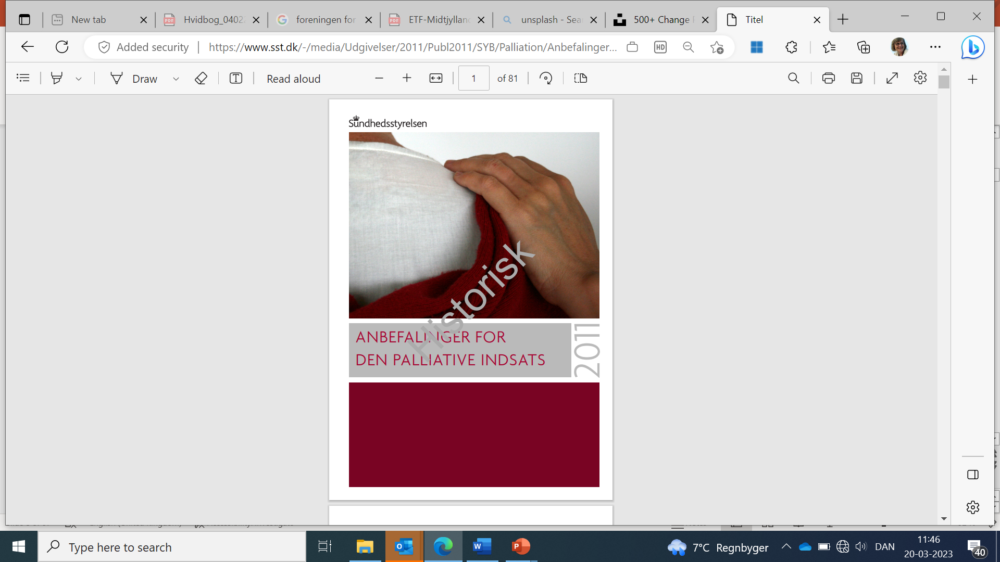 New tab
Hvidbog_0402
foreningen for
ETF-Midtjylland
unsplash - Sea
500+ Change
Titel
Added security
https://www.sst.dk/-/media/Udgivelser/2011/Publ2011/SYB/Palliation/Anbefalinger...
HD
Draw
Read aloud
1
of 81
Sundhedsstyrelsen
Historisk
ANBEFALINGER FOR
DEN PALLIATIVE INDSATS
2011
Type here to search
7°C Regnbyger
DAN
11:46
20-03-2023
40